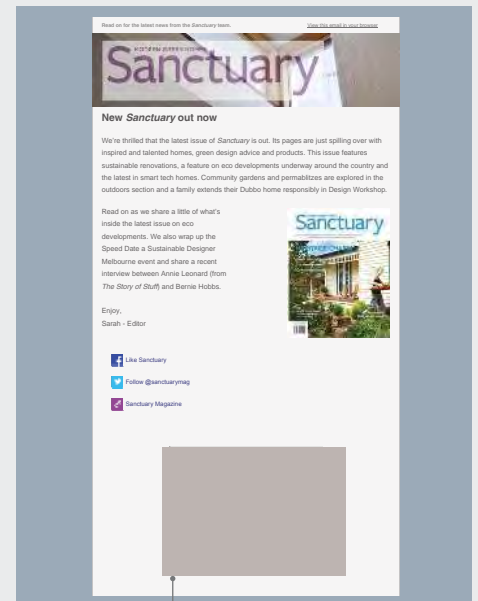 Read on for the latest news from the Sanctuary team.
View this email in your browser
Sanctuary
New Sanctuary out now
We're thrilled that the latest issue of Sanctuary is out. Its pages are just spilling over with
inspired and talented homes, green design advice and products. This issue features
sustainable renovations, a feature on eco developments underway around the country and
the latest in smart tech homes. Community gardens and permablitzes are explored in the
outdoors section and a family extends their Dubbo home responsibly in Design Workshop.
Read on as we share a little of what's
inside the latest issue on eco
developments. We also wrap up the
Speed Date a Sustainable Designer
Melbourne event and share a recent
interview between Annie Leonard (from
The Story of Stuff) and Bernie Hobbs.
Enjoy,
Sarah - Editor
Sanctuary
Like Sanctuary
Follow @sanctuarymag
Sanctuary Magazine